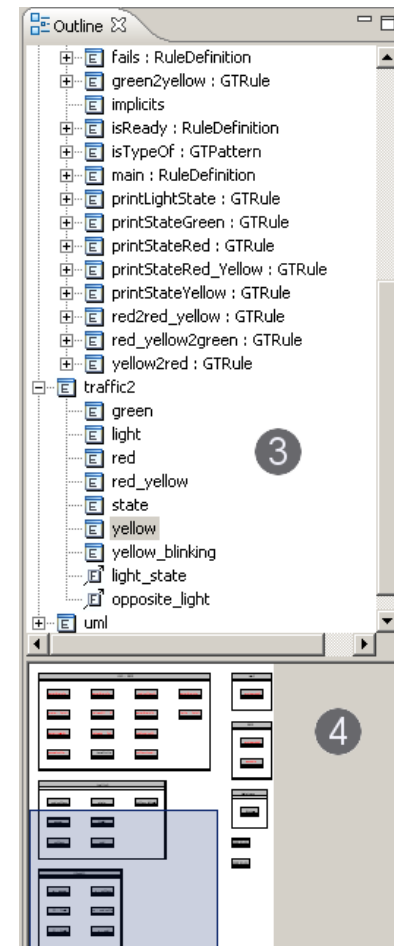 Outline
fails : RuleDefinition
green2yellow : GTRule
implicits
isReady : RuleDefinition
isTypeOf : GTPattern
main : RuleDefinition
printLightState : GTRule
printStateGreen : GTRule
printStateRed : GTRule
printStateRed_Yellow : GTRule
printStateYellow : GTRule
red2red_yellow : GTRule
red_yellow2green : GTRule
yellow2red : GTRule
traffic2
green
light
red
3
red_yellow
state
yellow
yellow_blinking
light_state
opposite_light
uml
4